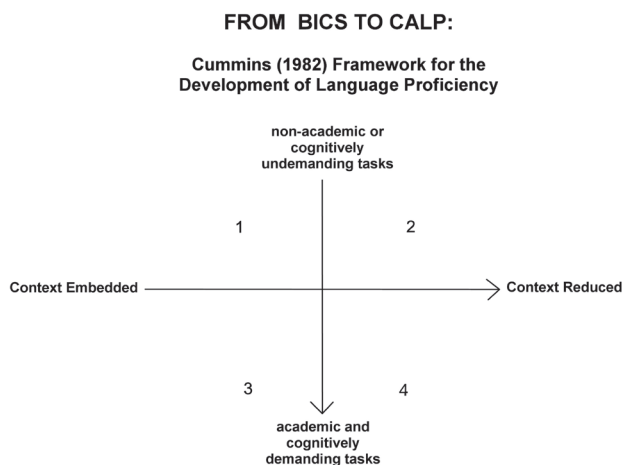 FROM BICS TO CALP:
Cummins (1982) Framework for the
Development of Language Proficiency
non-academic or
cognitively
undemanding tasks
1
2
Context Embedded
Context Reduced
3
4
academic and
cognitively
demanding tasks